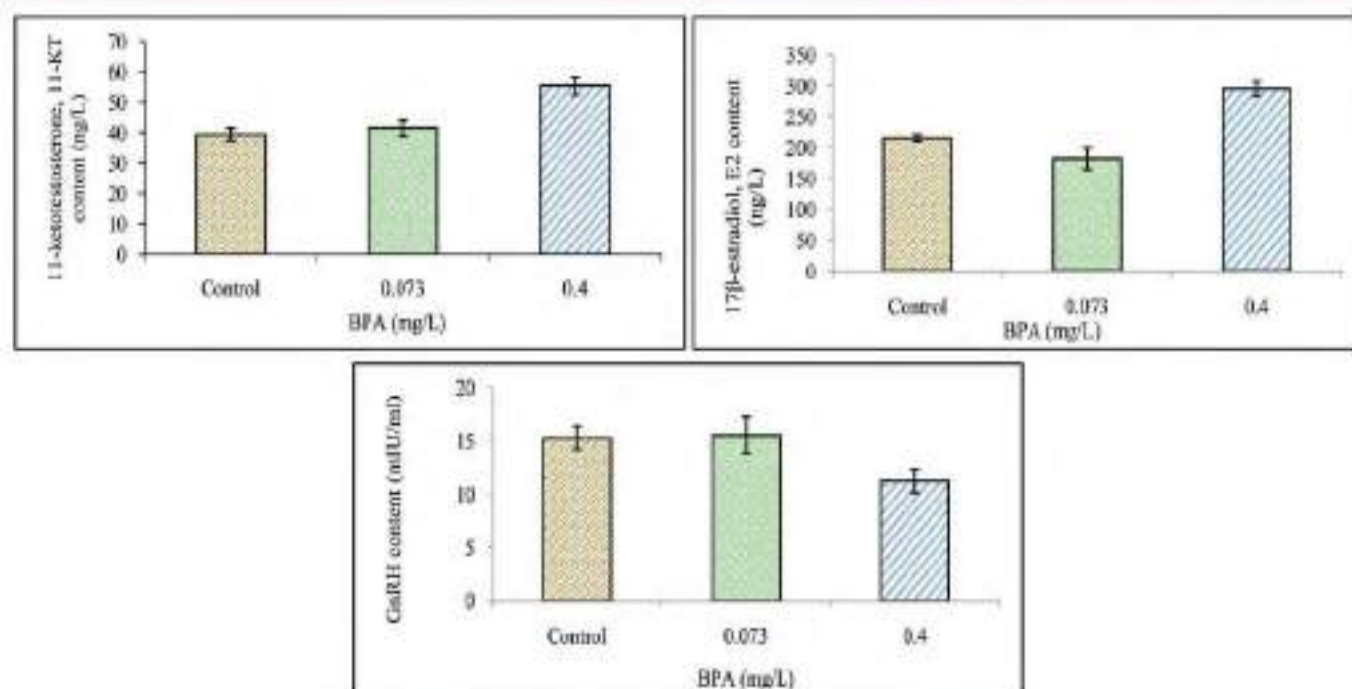 11-ketotestosterone, 11-KT
content (ng/L)
70
60
50
40
30
20
10
0
Control
0.073
0.4
BPA (mg/L)
17β-estradiol, E2 content
(ng/L)
350
300
250
200
150
100
50
0
Control
0.073
0.4
BPA (mg/L)
GnRH content (mIU/ml)
20
15
10
5
0
Control
0.073
0.4
BPA (mg/L)